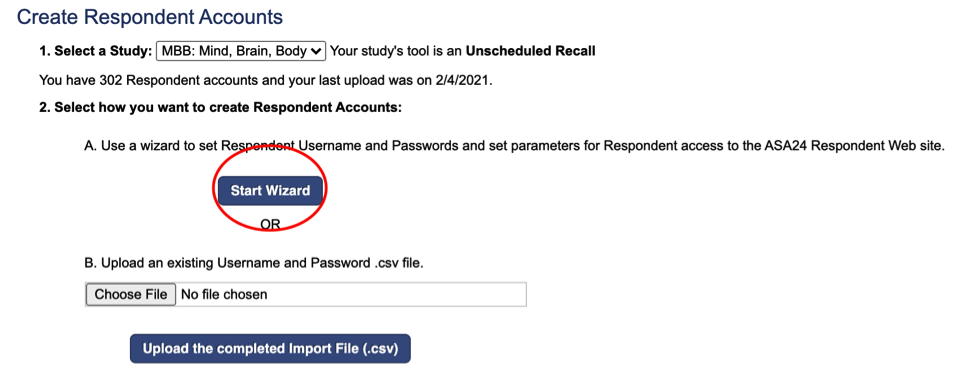 Create Respondent Accounts
1. Select a Study: MBB: Mind, Brain, Body Your study's tool is an Unscheduled Recall
You have 302 Respondent accounts and your last upload was on 2/4/2021.
2. Select how you want to create Respondent Accounts:
A. Use a wizard to set Respondent Username and Passwords and set parameters for Respondent access to the ASA24 Respondent Web site.
Start Wizard
OR
B. Upload an existing Username and Password .csv file.
Choose File No file chosen
Upload the completed Import File (.csv)